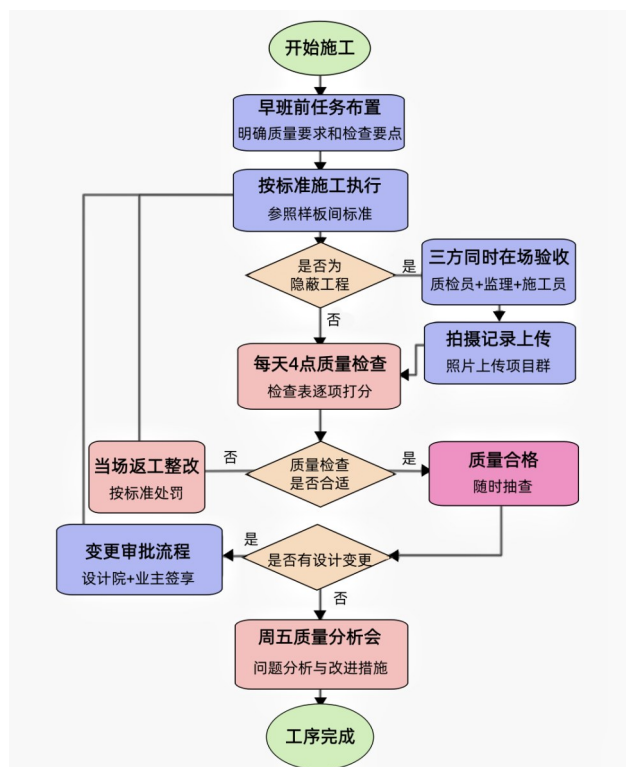 开始施工
早班前任务布置
明确质量要求和检查要点
按标准施工执行
参照样板间标准
是否为
隐蔽工程
是
三方同时在场验收
质检员+监理+施工员
否
拍摄记录上传
照片上传项目群
每天4点质量检查
检查表逐项打分
当场返工整改
按标准处罚
否
质量检查
是否合适
是
质量合格
随时抽查
变更审批流程
设计院+业主签享
是
是否有设计变更
否
周五质量分析会
问题分析与改进措施
工序完成